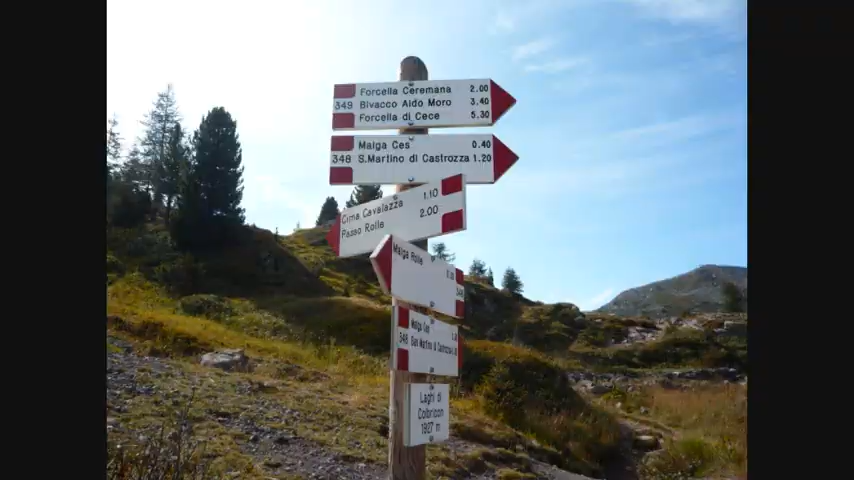 Forcella Ceremana 2.00
349 Bivacco Aldo Moro 3.40
Forcella di Cece 5.30
Malga Ces 0.40
348 S.Martino di Castrozza 1.20
Cima Cavalazza 1.10
Passo Rolle 2.00
Malga Rolle
348
Malga Ces
348 San Martino di Castrozza
Laghi di
Colbricon
1927 m